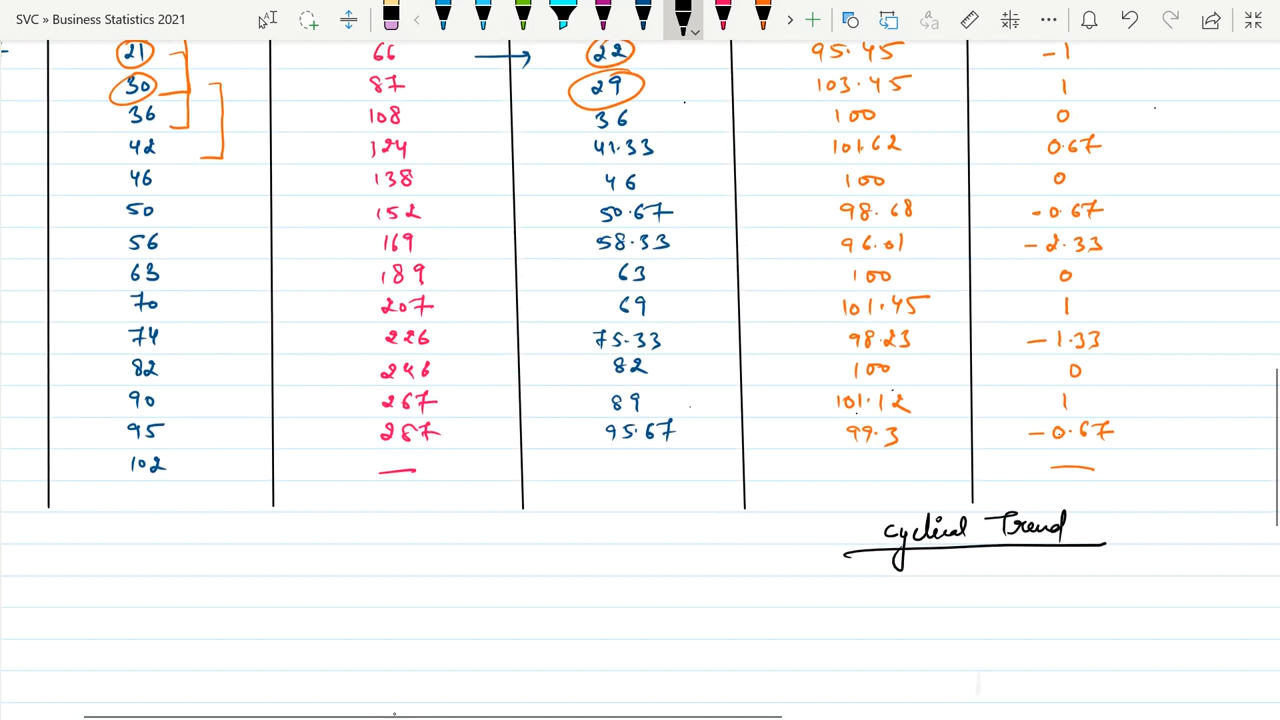 SVC » Business Statistics 2021
21 66 → 22 95.45 -1
30 87 29 103.45 1
36 108 36 100 0
42 124 41.33 101.62 0.67
46 138 46 100 0
50 152 50.67 98.68 -0.67
56 169 58.33 96.01 -2.33
63 189 63 100 0
70 207 69 101.45 1
74 226 75.33 98.23 -1.33
82 246 82 100 0
90 267 89 101.12 1
95 287 95.67 99.3 -0.67
102 — —
cyclical Trend